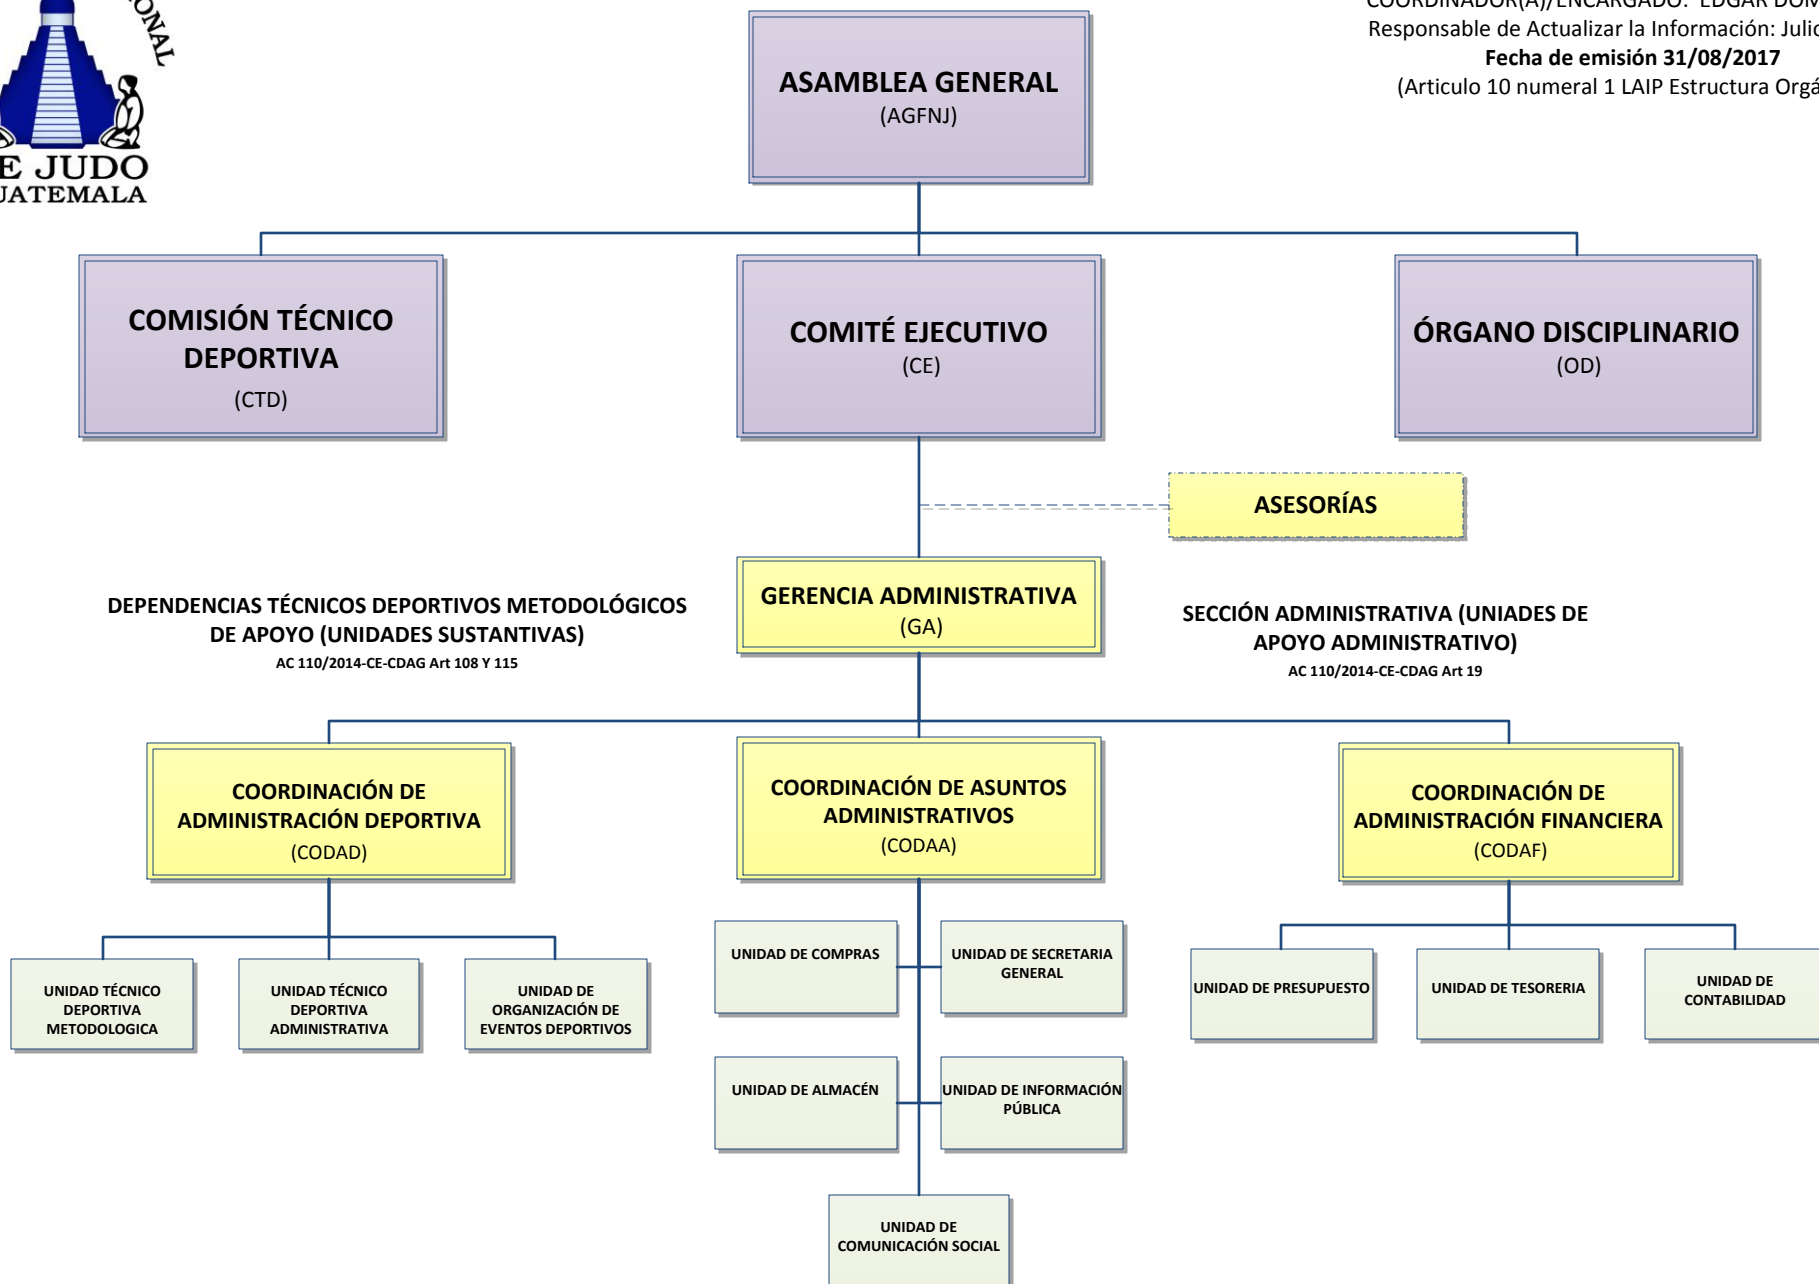 DE JUDO
GUATEMALA
COORDINADOR(A)/ENCARGADO: EDGAR
Responsable de Actualizar la Información:
Fecha de emisión 31/08/2017
(Articulo 10 numeral 1 LAIP Estructura
ASAMBLEA GENERAL
(AGFNJ)
COMISIÓN TÉCNICO
DEPORTIVA
(CTD)
COMITÉ EJECUTIVO
(CE)
ÓRGANO DISCIPLINARIO
(OD)
ASESORÍAS
GERENCIA ADMINISTRATIVA
(GA)
DEPENDENCIAS TÉCNICOS DEPORTIVOS METODOLÓGICOS
DE APOYO (UNIDADES SUSTANTIVAS)
AC 110/2014-CE-CDAG Art 108 Y 115
SECCIÓN ADMINISTRATIVA (UNIADES DE
APOYO ADMINISTRATIVO)
AC 110/2014-CE-CDAG Art 19
COORDINACIÓN DE
ADMINISTRACIÓN DEPORTIVA
(CODAD)
COORDINACIÓN DE ASUNTOS
ADMINISTRATIVOS
(CODAA)
COORDINACIÓN DE
ADMINISTRACIÓN FINANCIERA
(CODAF)
UNIDAD TÉCNICO
DEPORTIVA
METODOLOGICA
UNIDAD TÉCNICO
DEPORTIVA
ADMINISTRATIVA
UNIDAD DE
ORGANIZACIÓN DE
EVENTOS DEPORTIVOS
UNIDAD DE COMPRAS
UNIDAD DE SECRETARIA
GENERAL
UNIDAD DE ALMACÉN
UNIDAD DE INFORMACIÓN
PÚBLICA
UNIDAD DE
COMUNICACIÓN SOCIAL
UNIDAD DE PRESUPUESTO
UNIDAD DE TESORERIA
UNIDAD DE
CONTABILIDAD